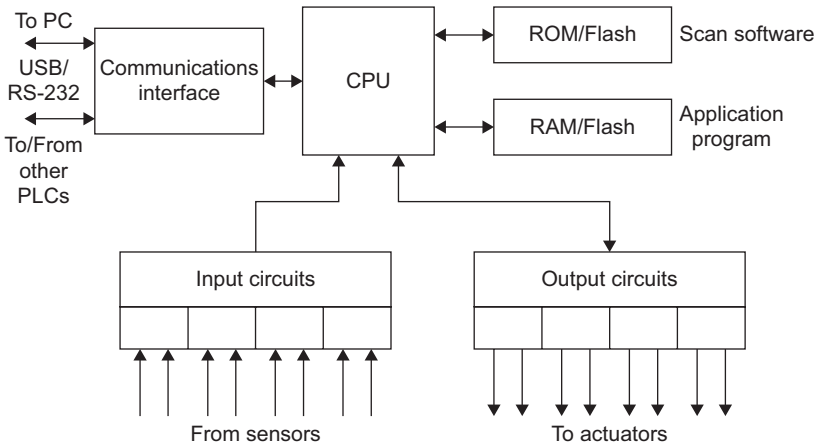 To PC
USB/
RS-232
To/From
other
PLCs
Communications
interface
CPU
ROM/Flash
Scan software
RAM/Flash
Application
program
Input circuits
Output circuits
From sensors
To actuators